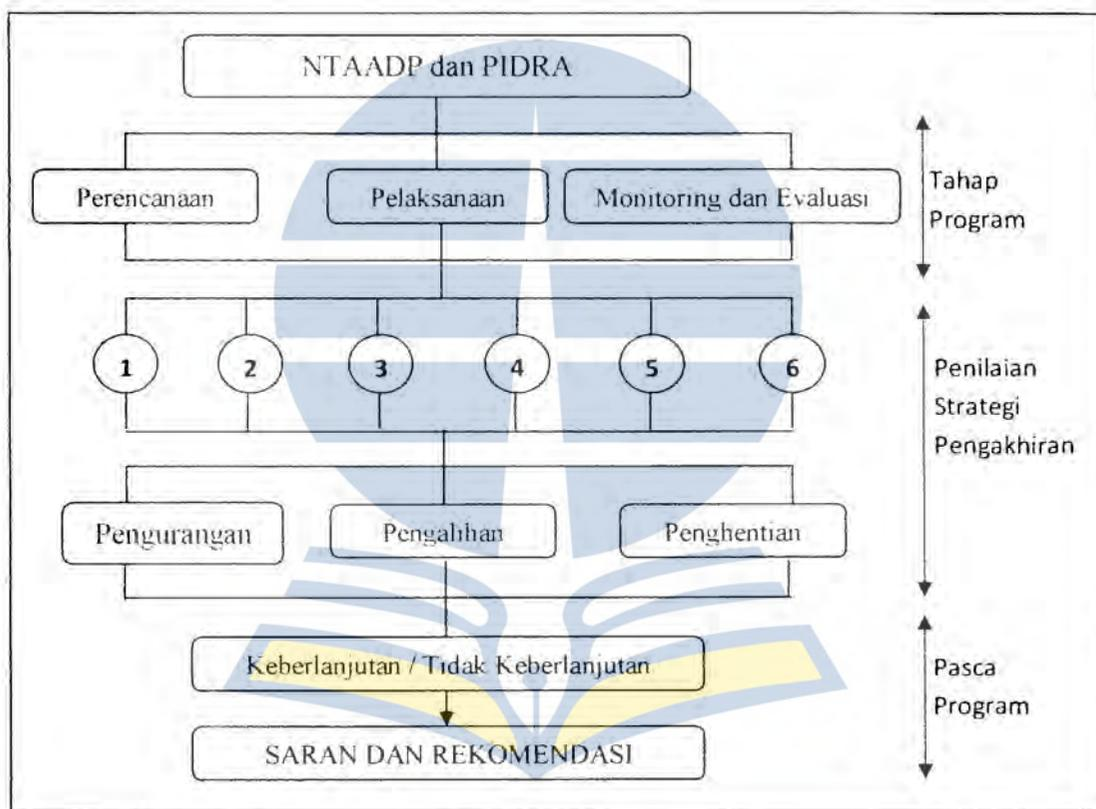 NTAADP dan PIDRA
Perencanaan
Pelaksanaan
Monitoring dan Evaluasi
Tahap
Program
1
2
3
4
5
6
Penilaian
Strategi
Pengakhiran
Pengurangan
Pengalihan
Penghentian
Keberlanjutan / Tidak Keberlanjutan
Pasca
Program
SARAN DAN REKOMENDASI